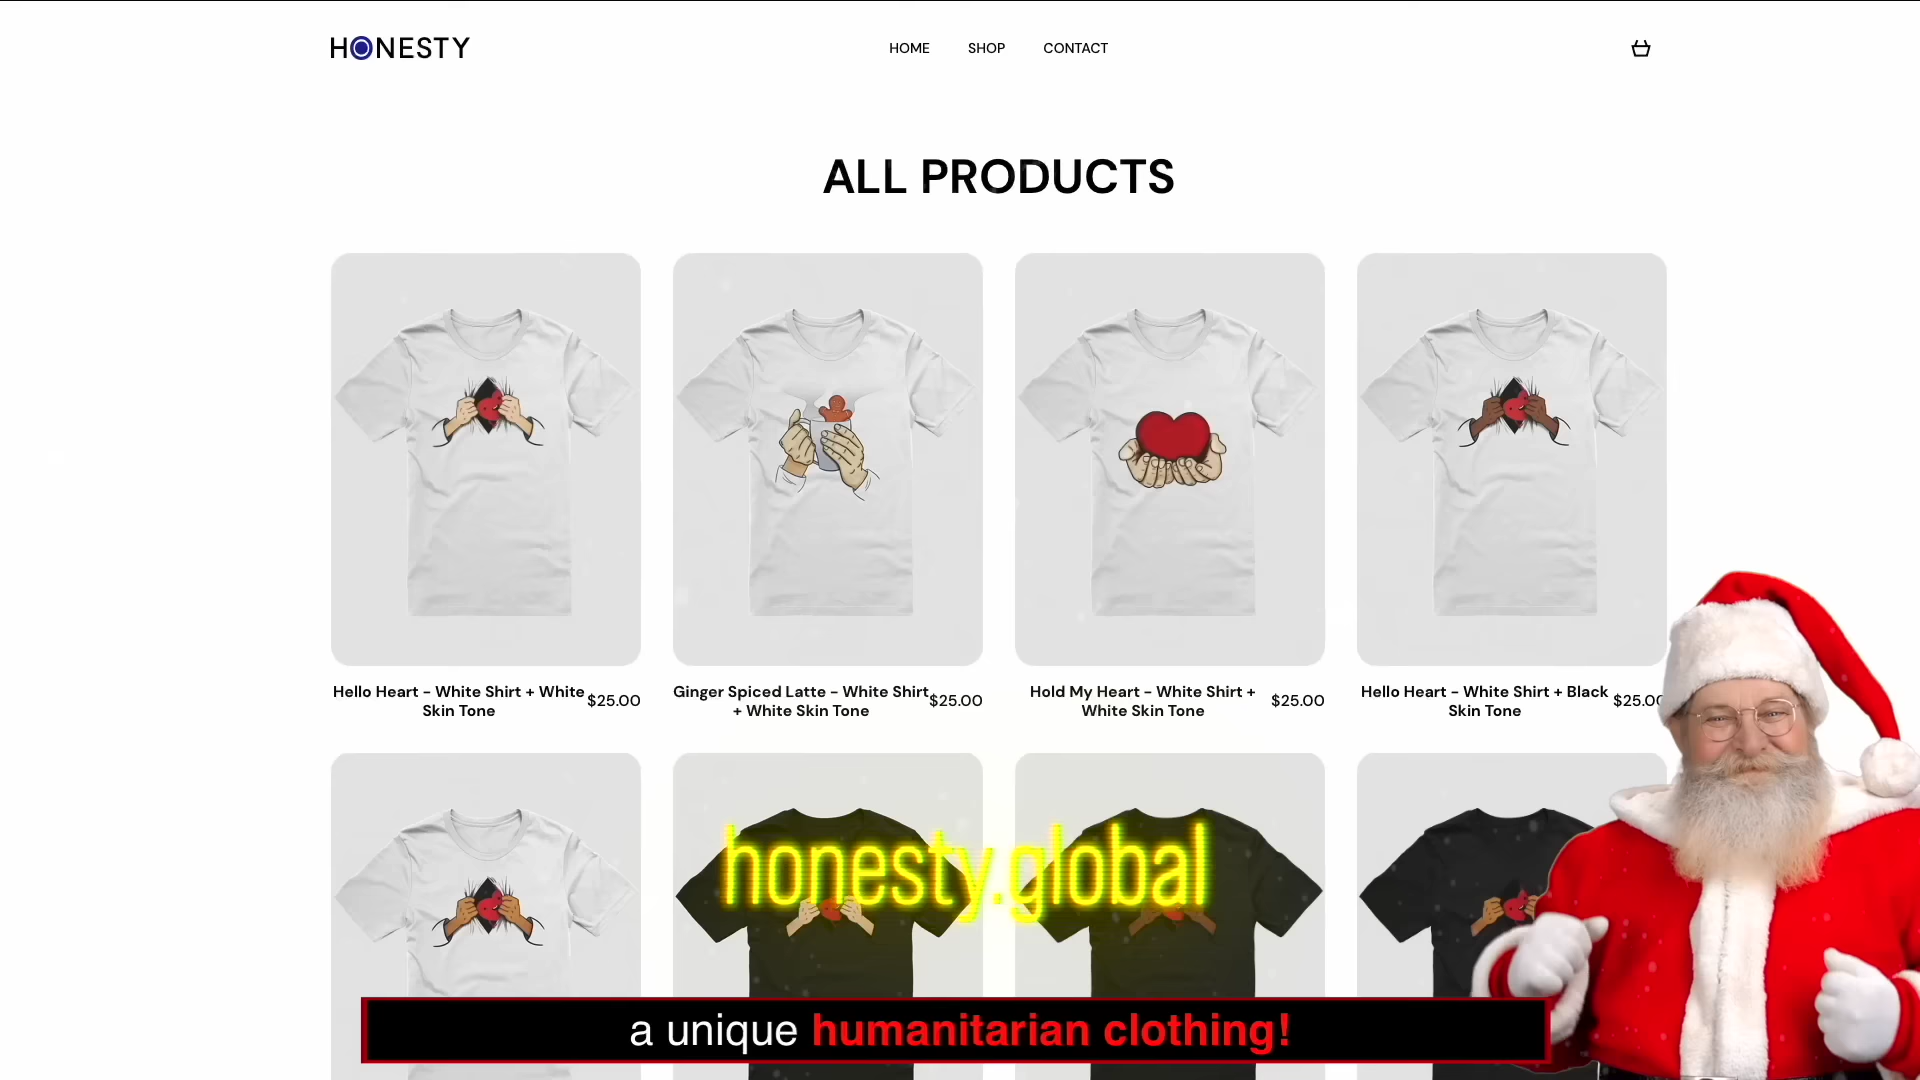 HONESTY
HOME SHOP CONTACT
ALL PRODUCTS
Hello Heart - White Shirt + White
Skin Tone
$25.00
Ginger Spiced Latte - White Shirt
+ White Skin Tone
$25.00
Hold My Heart - White Shirt +
White Skin Tone
$25.00
Hello Heart - White Shirt + Black
Skin Tone
$25.00
honesty.global
a unique humanitarian clothing!